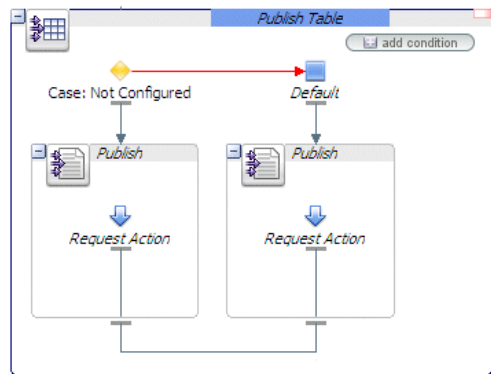 Publish Table
add condition
Case: Not Configured
Default
Publish
Publish
Request Action
Request Action